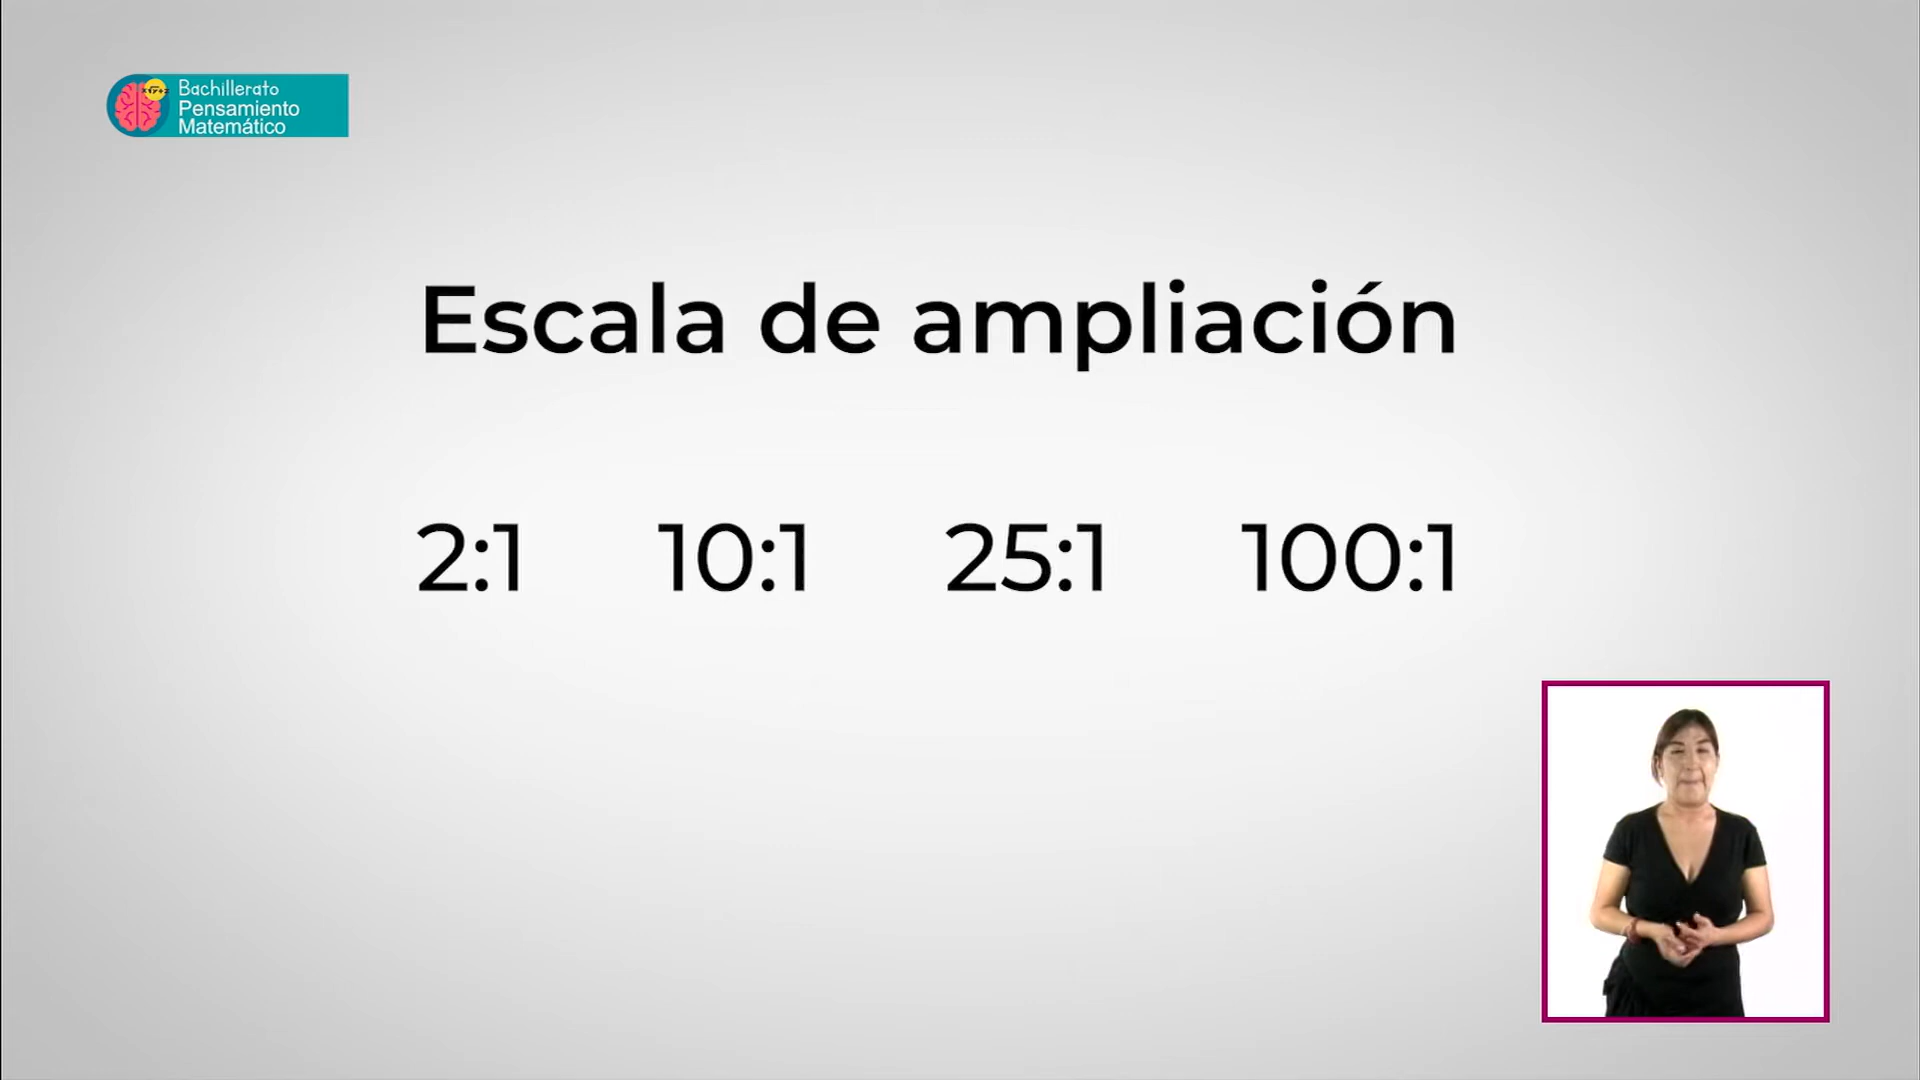 Bachillerato
Pensamiento
Matemático
Escala de ampliación
2:1 10:1 25:1 100:1